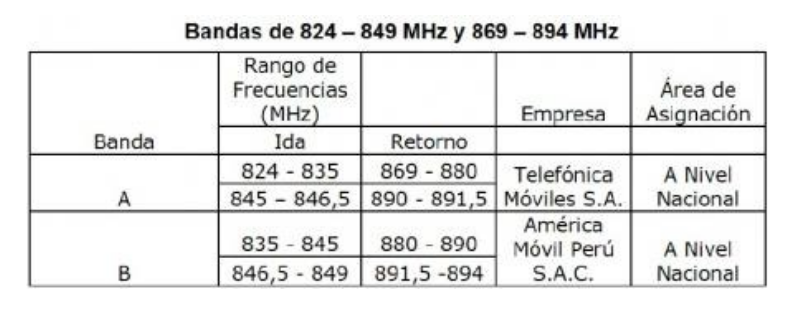 Bandas de 824 – 849 MHz y 869 – 894 MHz
Rango de
Frecuencias
(MHz)
Empresa
Área de
Asignación
Banda
Ida
Retorno
A
824 - 835
869 - 880
845 – 846,5
890 - 891,5
Telefónica
Móviles S.A.
A Nivel
Nacional
B
835 - 845
880 - 890
846,5 - 849
891,5 -894
América
Móvil Perú
S.A.C.
A Nivel
Nacional